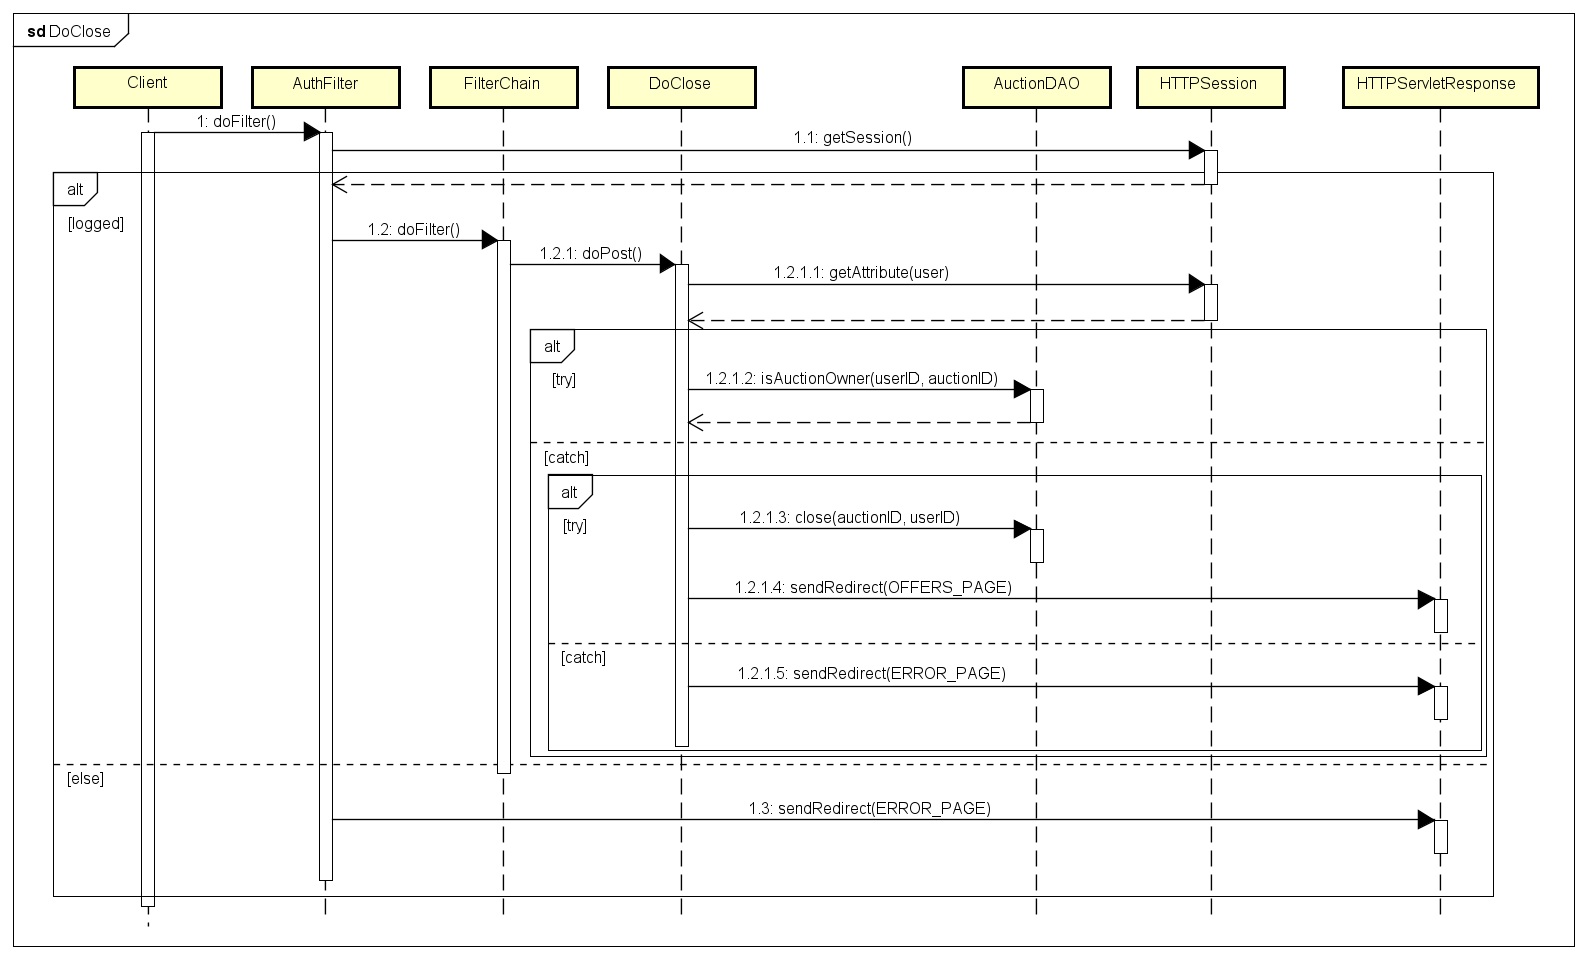 sd DoClose
Client
AuthFilter
FilterChain
DoClose
AuctionDAO
HTTPSession
HTTPServletResponse
1: doFilter()
1.1: getSession()
alt
[logged]
1.2: doFilter()
1.2.1: doPost()
1.2.1.1: getAttribute(user)
alt
[try]
1.2.1.2: isAuctionOwner(userID, auctionID)
[catch]
alt
[try]
1.2.1.3: close(auctionID, userID)
1.2.1.4: sendRedirect(OFFERS_PAGE)
[catch]
1.2.1.5: sendRedirect(ERROR_PAGE)
[else]
1.3: sendRedirect(ERROR_PAGE)